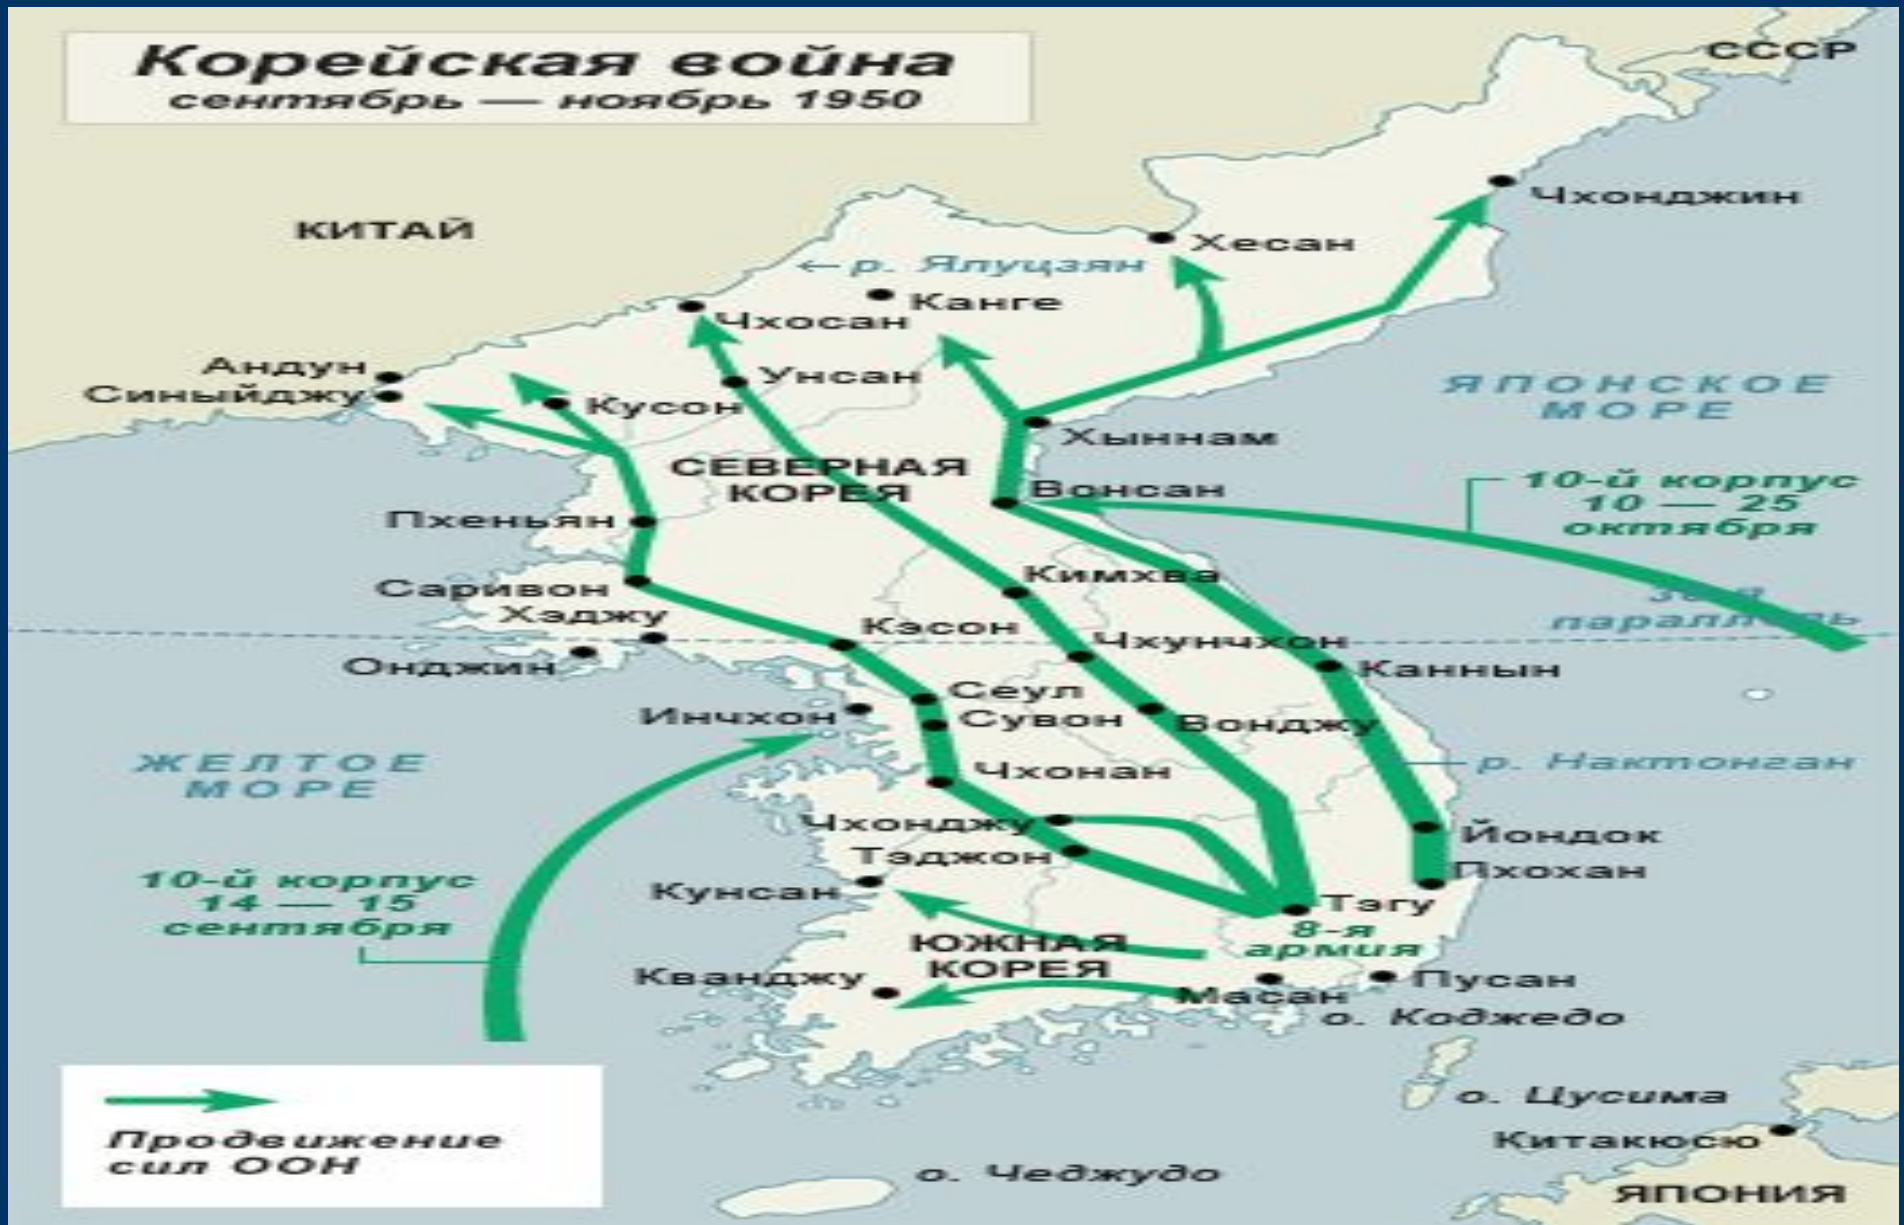 Корейская война
сентябрь — ноябрь 1950
СССР
КИТАЙ
Чхонджин
Хесан
← р. Ялуцзян
Канге
Чхосан
Андун
Синыйджу
Унсан
Кусон
ЯПОНСКОЕ
МОРЕ
Хыннам
СЕВЕРНАЯ
КОРЕЯ
Вонсан
10-й корпус
10 — 25
октября
Пхеньян
Саривон
Кимхва
Хэджу
параллель
Кэсон
Чхунчхон
Онджин
Каннын
Сеул
Инчхон
Сувон
Вонджу
ЖЕЛТОЕ
МОРЕ
р. Нактонган
Чхонан
Чхонджу
Йондок
Тэджон
Пхохан
10-й корпус
14 — 15
сентября
Кунсан
Тэгу
8-я
армия
ЮЖНАЯ
КОРЕЯ
Кванджу
Масан
Пусан
о. Коджедо
о. Цусима
Продвижение
сил ООН
Китакюсю
о. Чеджудо
ЯПОНИЯ